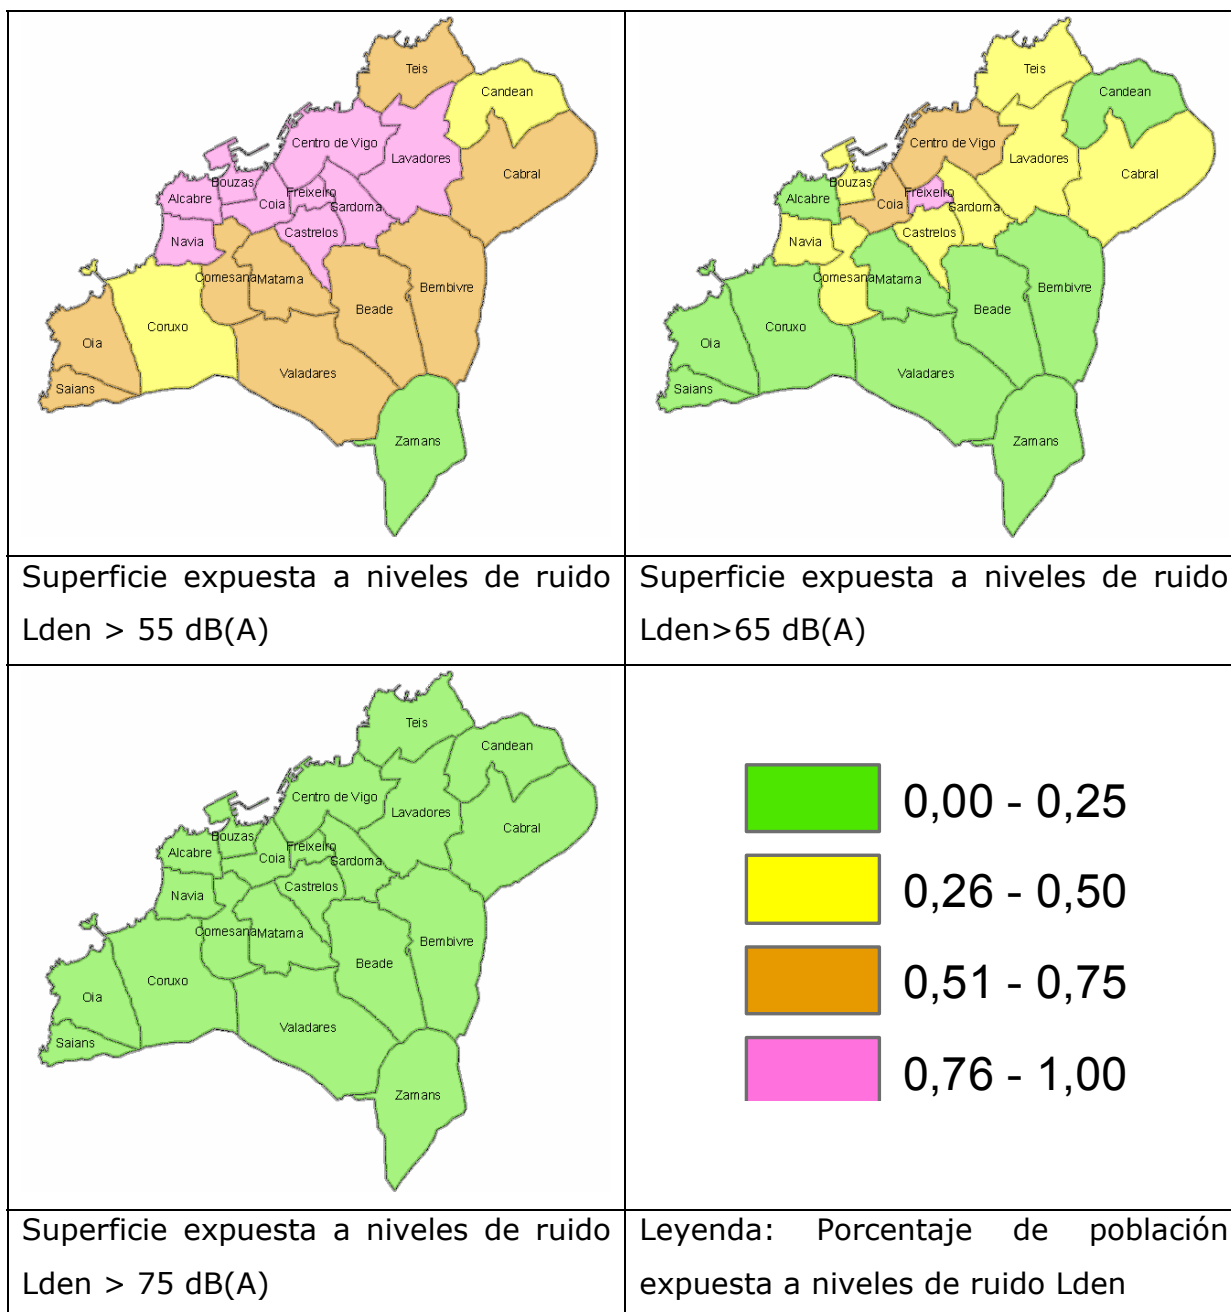 Teis
Candean
Centro de Vigo
Lavadores
Cabral
Bouzas
Alcabre
Freixeiro
Coia
Sardoma
Navia
Castrelos
Comesana
Matama
Bembivre
Beade
Coruxo
Oia
Valadares
Saians
Zamans
Teis
Candean
Centro de Vigo
Lavadores
Cabral
Bouzas
Alcabre
Freixeiro
Coia
Sardoma
Navia
Castrelos
Comesana
Matama
Bembivre
Beade
Coruxo
Oia
Valadares
Saians
Zamans
Superficie expuesta a niveles de ruido
Lden > 55 dB(A)
Superficie expuesta a niveles de ruido
Lden>65 dB(A)
Teis
Candean
Centro de Vigo
Lavadores
Cabral
Bouzas
Alcabre
Freixeiro
Coia
Sardoma
Navia
Castrelos
Comesana
Matama
Bembivre
Beade
Coruxo
Oia
Valadares
Saians
Zamans
0,00 - 0,25
0,26 - 0,50
0,51 - 0,75
0,76 - 1,00
Superficie expuesta a niveles de ruido
Lden > 75 dB(A)
Leyenda: Porcentaje de población
expuesta a niveles de ruido Lden